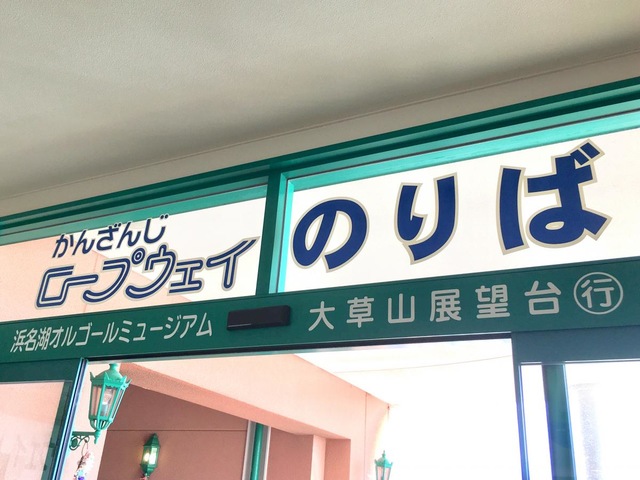 かんざんじ
ロープウェイ
のりば
浜名湖オルゴールミュージアム
大草山展望台行